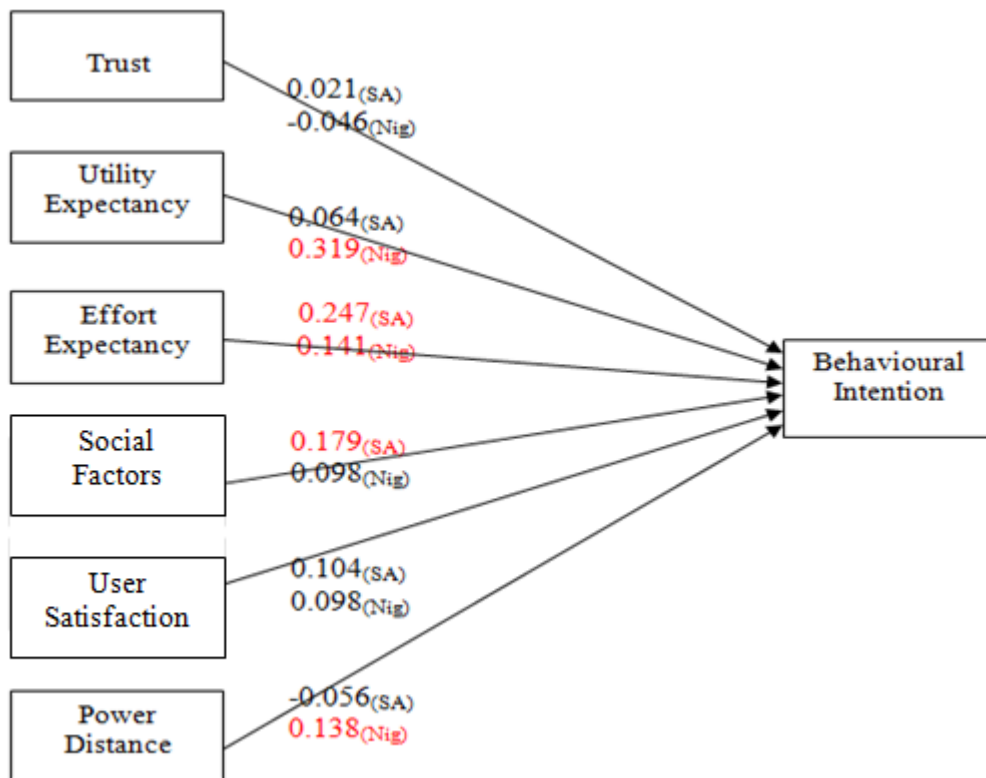 Trust
0.021(SA)
-0.046(Nig)
Utility
Expectancy
0.064(SA)
0.319(Nig)
Effort
Expectancy
0.247(SA)
0.141(Nig)
Behavioural
Intention
Social
Factors
0.179(SA)
0.098(Nig)
User
Satisfaction
0.104(SA)
0.098(Nig)
Power
Distance
-0.056(SA)
0.138(Nig)